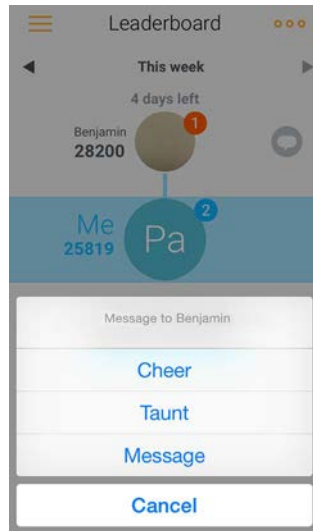 Leaderboard
This week
4 days left
Benjamin
28200
1
Me
25819
Pa
2
Message to Benjamin
Cheer
Taunt
Message
Cancel